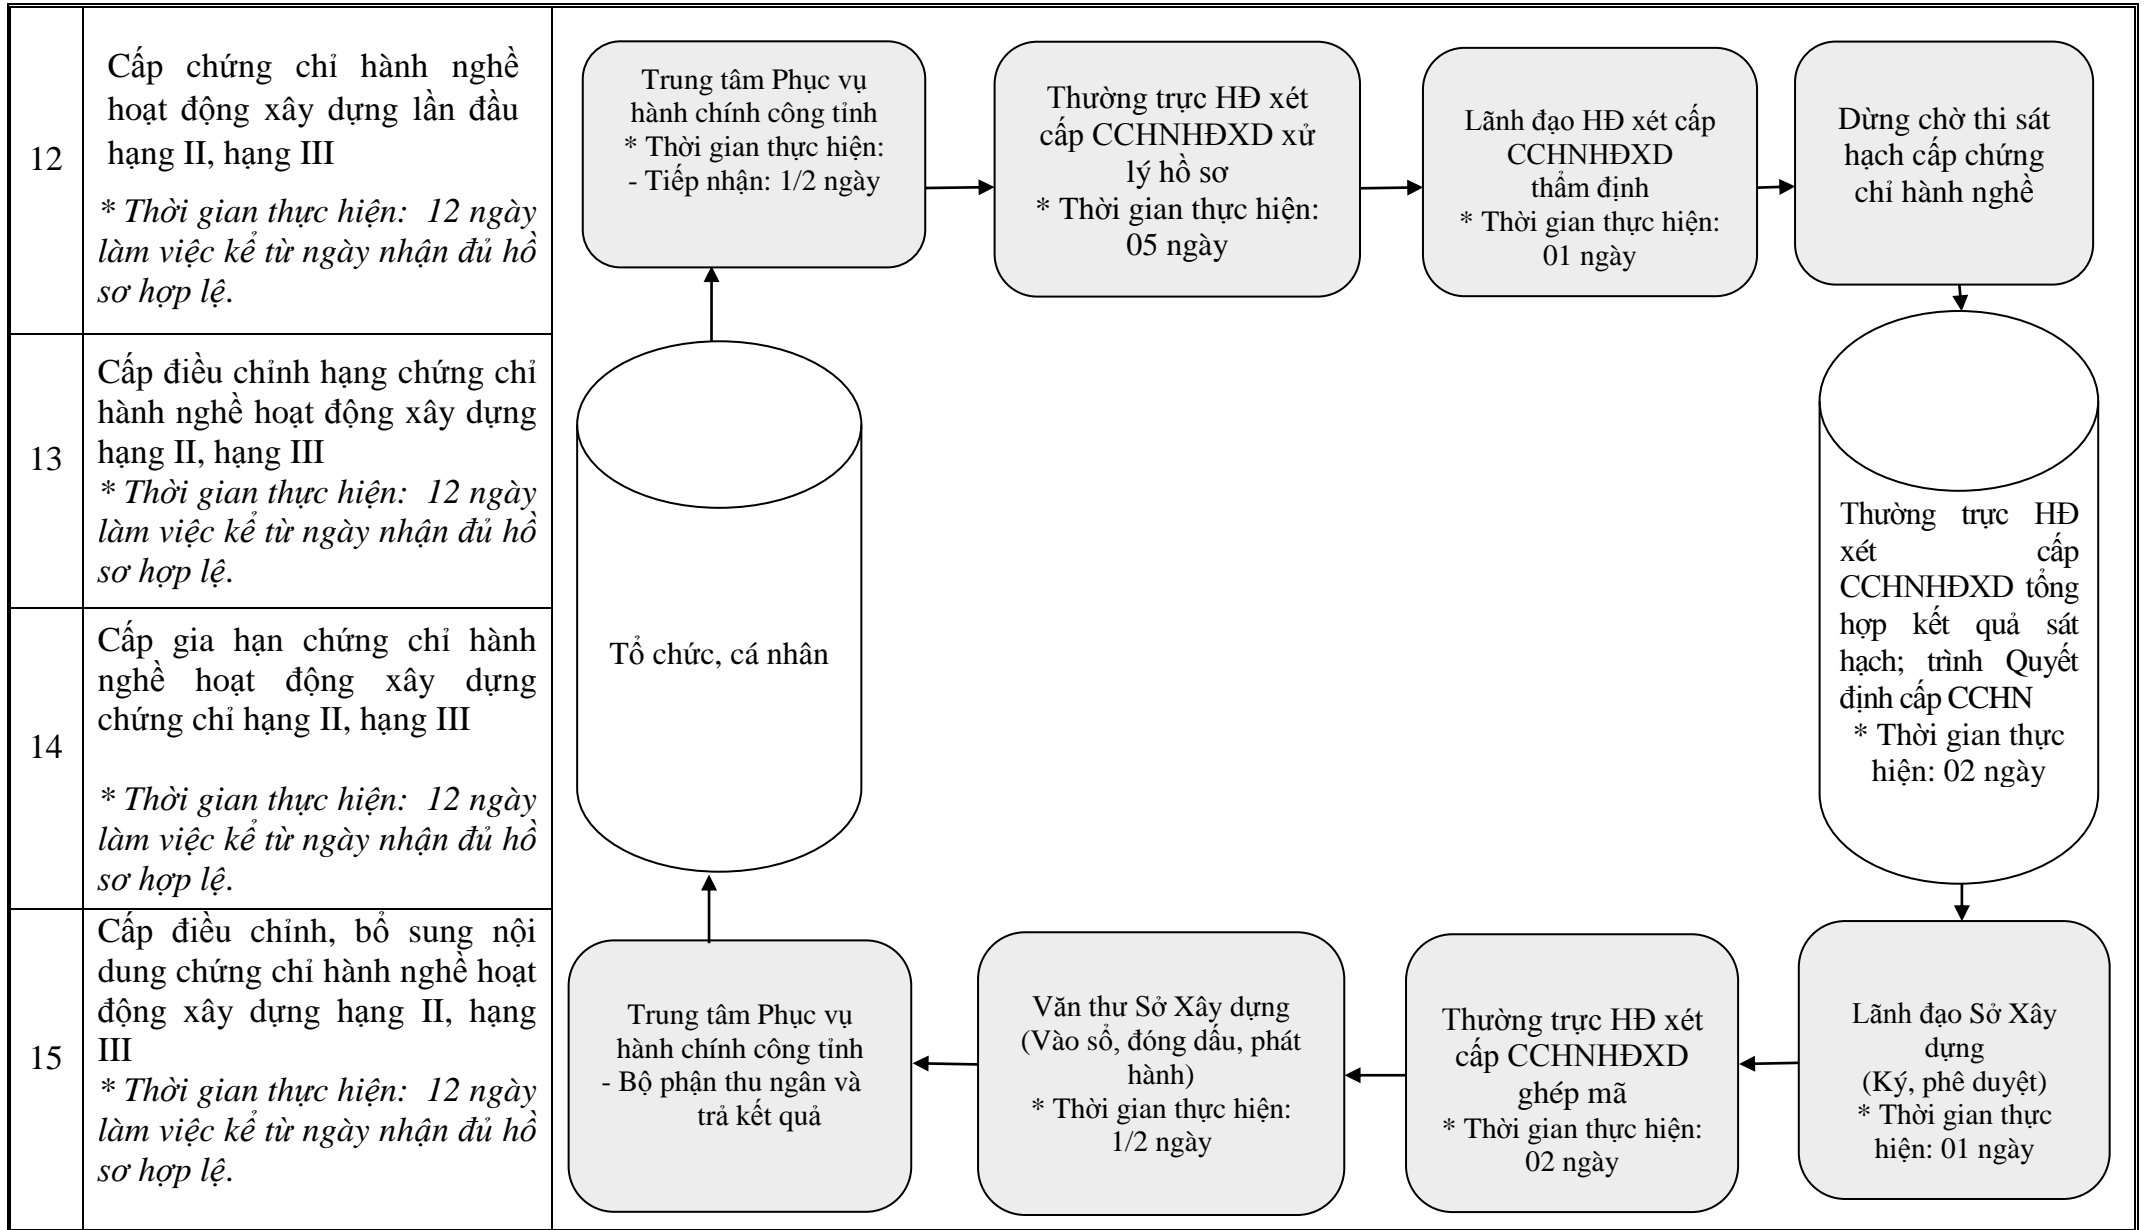 12
Cấp chứng chỉ hành nghề
hoạt động xây dựng lần đầu
hạng II, hạng III
* Thời gian thực hiện: 12 ngày
làm việc kể từ ngày nhận đủ hồ
sơ hợp lệ.
13
Cấp điều chỉnh hạng chứng chỉ
hành nghề hoạt động xây dựng
hạng II, hạng III
* Thời gian thực hiện: 12 ngày
làm việc kể từ ngày nhận đủ hồ
sơ hợp lệ.
14
Cấp gia hạn chứng chỉ hành
nghề hoạt động xây dựng
chứng chỉ hạng II, hạng III
* Thời gian thực hiện: 12 ngày
làm việc kể từ ngày nhận đủ hồ
sơ hợp lệ.
15
Cấp điều chỉnh, bổ sung nội
dung chứng chỉ hành nghề hoạt
động xây dựng hạng II, hạng
III
* Thời gian thực hiện: 12 ngày
làm việc kể từ ngày nhận đủ hồ
sơ hợp lệ.
Tổ chức, cá nhân
Trung tâm Phục vụ
hành chính công tỉnh
* Thời gian thực hiện:
- Tiếp nhận: 1/2 ngày
Thường trực HĐ xét
cấp CCHNHĐXD xử
lý hồ sơ
* Thời gian thực hiện:
05 ngày
Lãnh đạo HĐ xét cấp
CCHNHĐXD
thẩm định
* Thời gian thực hiện:
01 ngày
Dừng chờ thi sát
hạch cấp chứng
chỉ hành nghề
Thường trực HĐ
xét cấp
CCHNHĐXD tổng
hợp kết quả sát
hạch; trình Quyết
định cấp CCHN
* Thời gian thực
hiện: 02 ngày
Lãnh đạo Sở Xây
dựng
(Ký, phê duyệt)
* Thời gian thực
hiện: 01 ngày
Thường trực HĐ xét
cấp CCHNHĐXD
ghép mã
* Thời gian thực hiện:
02 ngày
Văn thư Sở Xây dựng
(Vào sổ, đóng dấu, phát
hành)
* Thời gian thực hiện:
1/2 ngày
Trung tâm Phục vụ
hành chính công tỉnh
- Bộ phận thu ngân và
trả kết quả